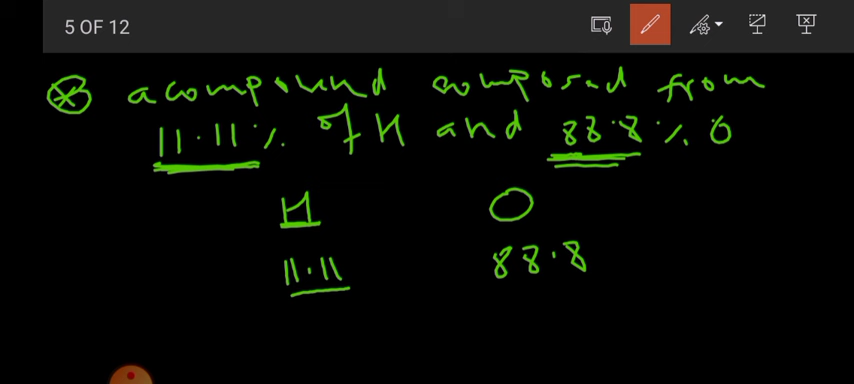 5 OF 12
a compound composed from
11.11% of H and 88.8% O
H O
11.11 88.8